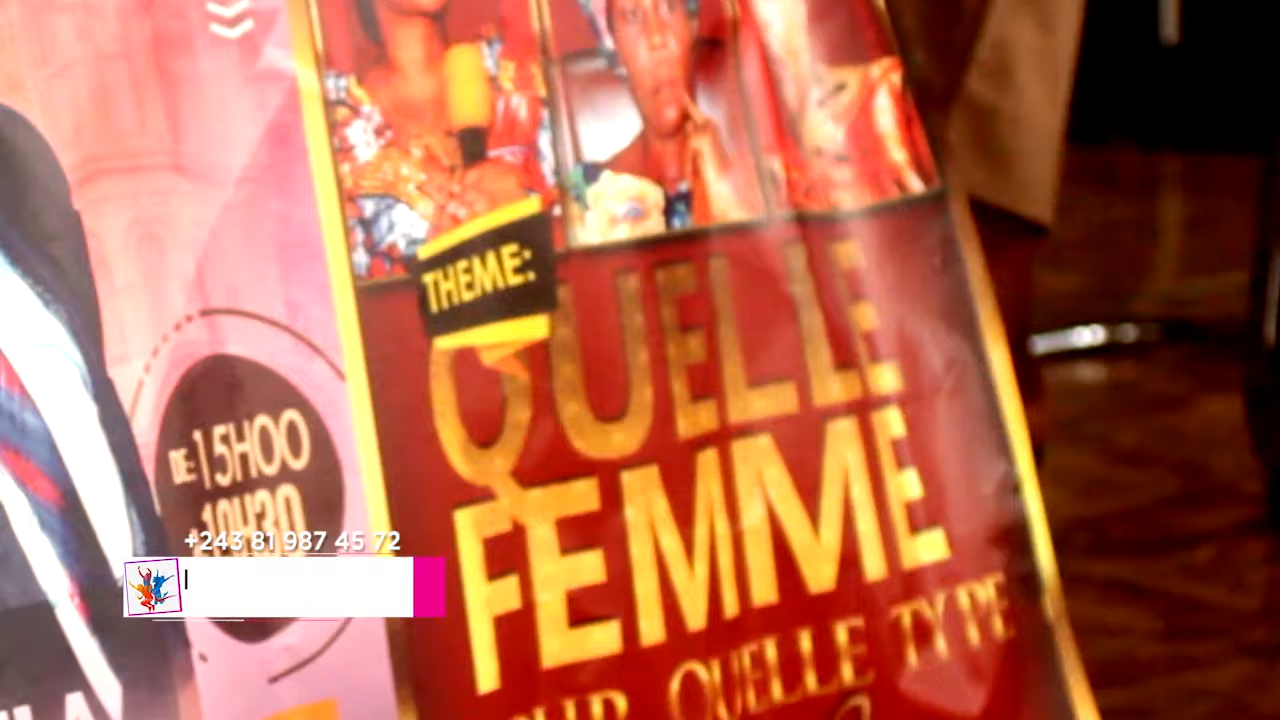 THEME:
QUELLE
FEMME
QUELLE TYPE
DE: 15H00
+243 81 987 45 72